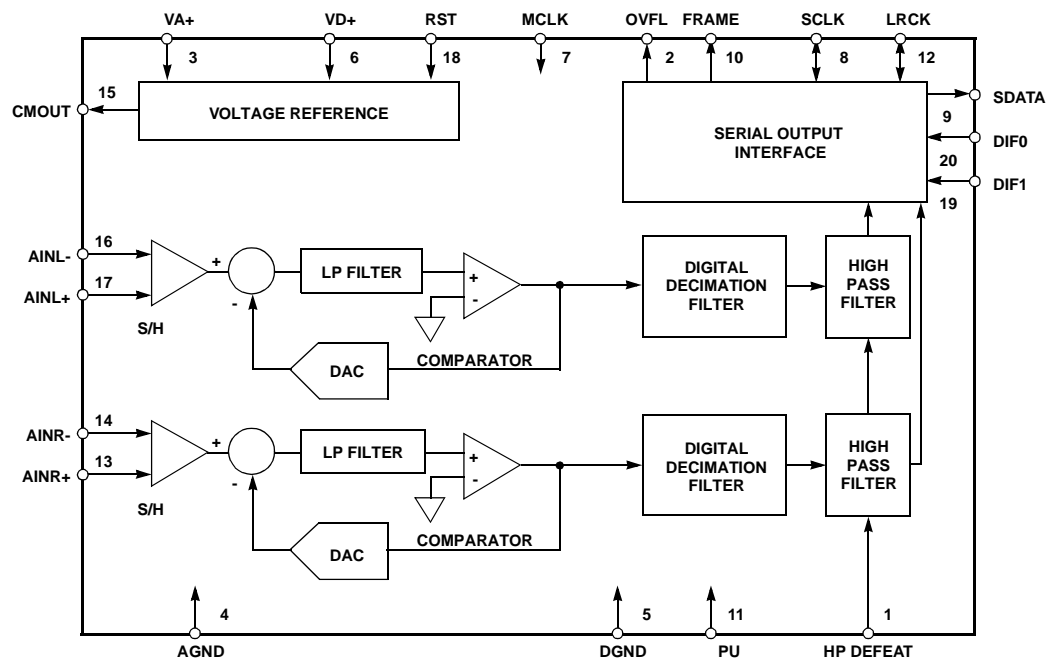 VA+ VD+ RST MCLK OVFL FRAME SCLK LRCK
3 6 18 7 2 10 8 12
15
CMOUT
VOLTAGE REFERENCE
SERIAL OUTPUT
INTERFACE
SDATA
9
DIF0
20
DIF1
19
16
AINL-
17
AINL+
S/H
+
-
LP FILTER
+
-
COMPARATOR
DAC
DIGITAL
DECIMATION
FILTER
HIGH
PASS
FILTER
14
AINR-
13
AINR+
S/H
+
-
LP FILTER
+
-
COMPARATOR
DAC
DIGITAL
DECIMATION
FILTER
HIGH
PASS
FILTER
4 5 11 1
AGND DGND PU HP DEFEAT